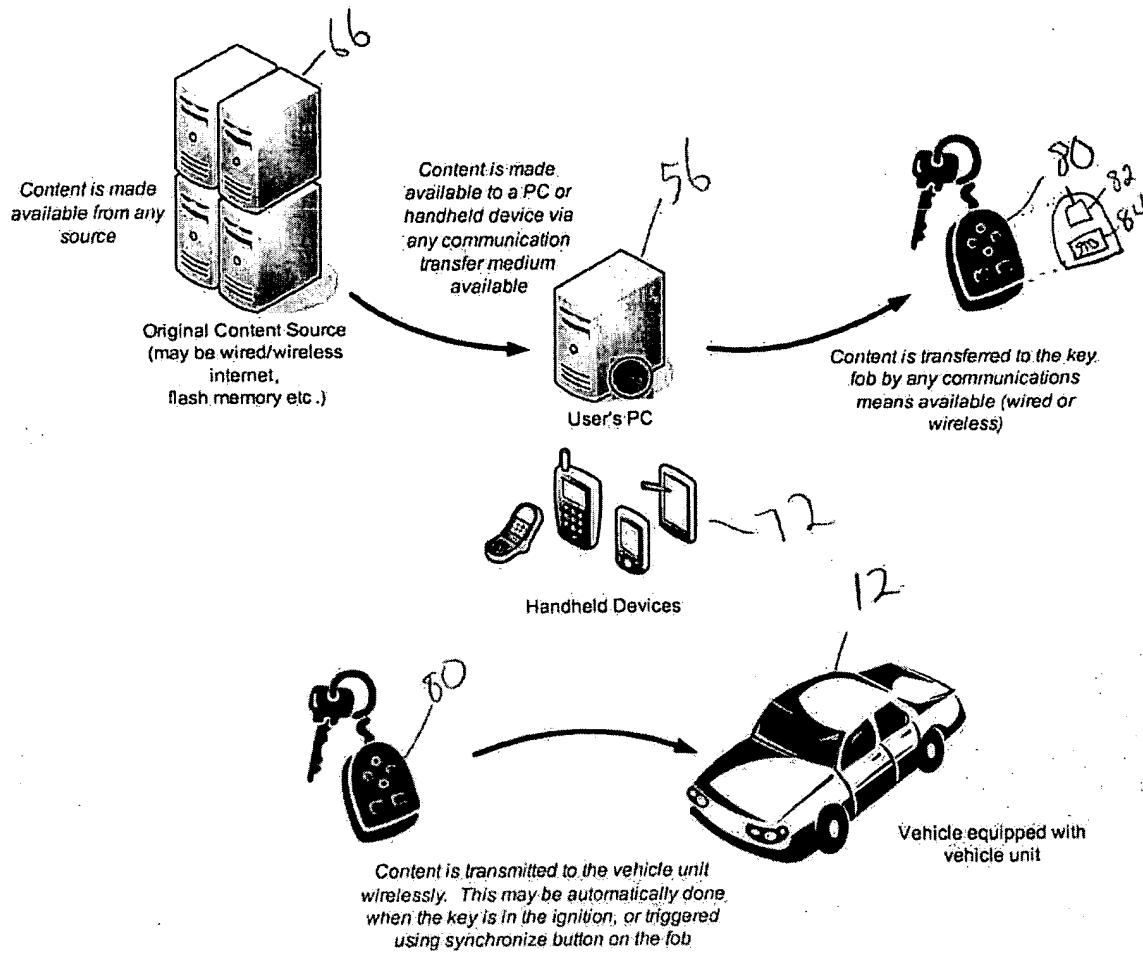 66
Content is made
available from any
source
Original Content Source
(may be wired/wireless
internet,
flash memory etc.)
Content is made
available to a PC or
handheld device via
any communication
transfer medium
available
56
User's PC
80
82
84
STO
Content is transferred to the key
fob by any communications
means available (wired or
wireless)
72
Handheld Devices
80
12
Vehicle equipped with
vehicle unit
Content is transmitted to the vehicle unit
wirelessly. This may be automatically done
when the key is in the ignition, or triggered
using synchronize button on the fob